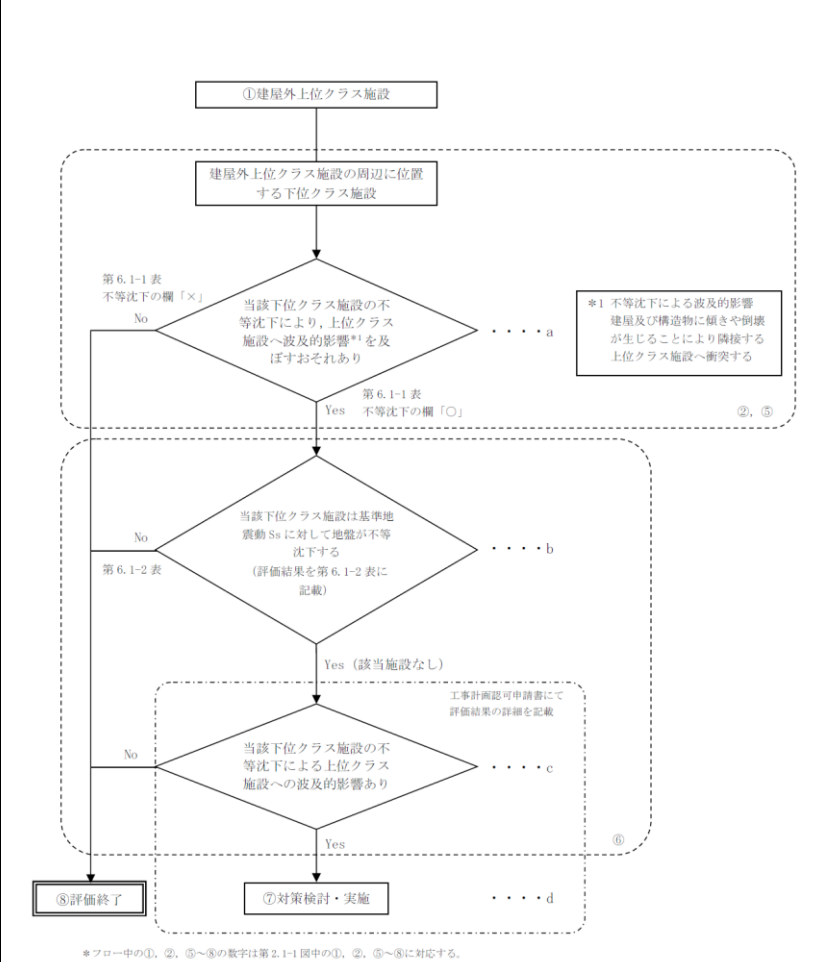 ①建屋外上位クラス施設
建屋外上位クラス施設の周辺に位置
する下位クラス施設
第 6.1-1 表
不等沈下の欄「×」
No
当該下位クラス施設の不
等沈下により，上位クラス
施設へ波及的影響*1を及
ぼすおそれあり
・・・・a
*1 不等沈下による波及的影響
建屋及び構造物に傾きや倒壊
が生じることにより隣接する
上位クラス施設へ衝突する
第 6.1-1 表
Yes 不等沈下の欄「○」
②，⑤
当該下位クラス施設は基準地
震動 Ss に対して地盤が不等
沈下する
(評価結果を第 6.1-2 表に
記載)
No
第 6.1-2 表
・・・・b
Yes (該当施設なし)
工事計画認可申請書にて
評価結果の詳細を記載
当該下位クラス施設の不
等沈下による上位クラス
施設への波及的影響あり
No
・・・・c
Yes
⑥
⑧評価終了
⑦対策検討・実施
・・・・d
*フロー中の①，②，⑤～⑧の数字は第 2.1-1 図中の①，②，⑤～⑧に対応する。